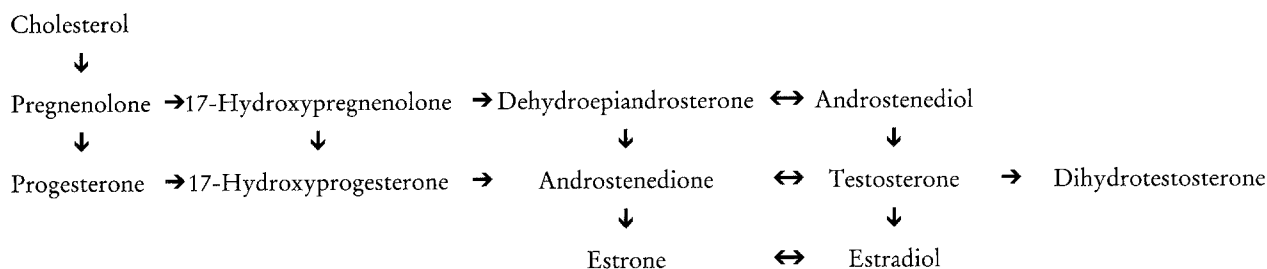 Cholesterol
↓
Pregnenolone → 17-Hydroxypregnenolone → Dehydroepiandrosterone ↔ Androstenediol
↓ ↓ ↓ ↓
Progesterone → 17-Hydroxyprogesterone → Androstenedione ↔ Testosterone → Dihydrotestosterone
↓ ↓
Estrone ↔ Estradiol